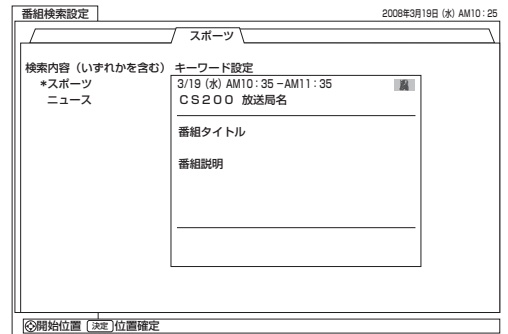 番組検索設定
2008年3月19日 (水) AM10:25
スポーツ
検索内容（いずれかを含む） キーワード設定
*スポーツ
ニュース
3/19 (水) AM10:35 -AM11:35
CS200 放送局名
番組タイトル
番組説明
開始位置 決定 位置確定